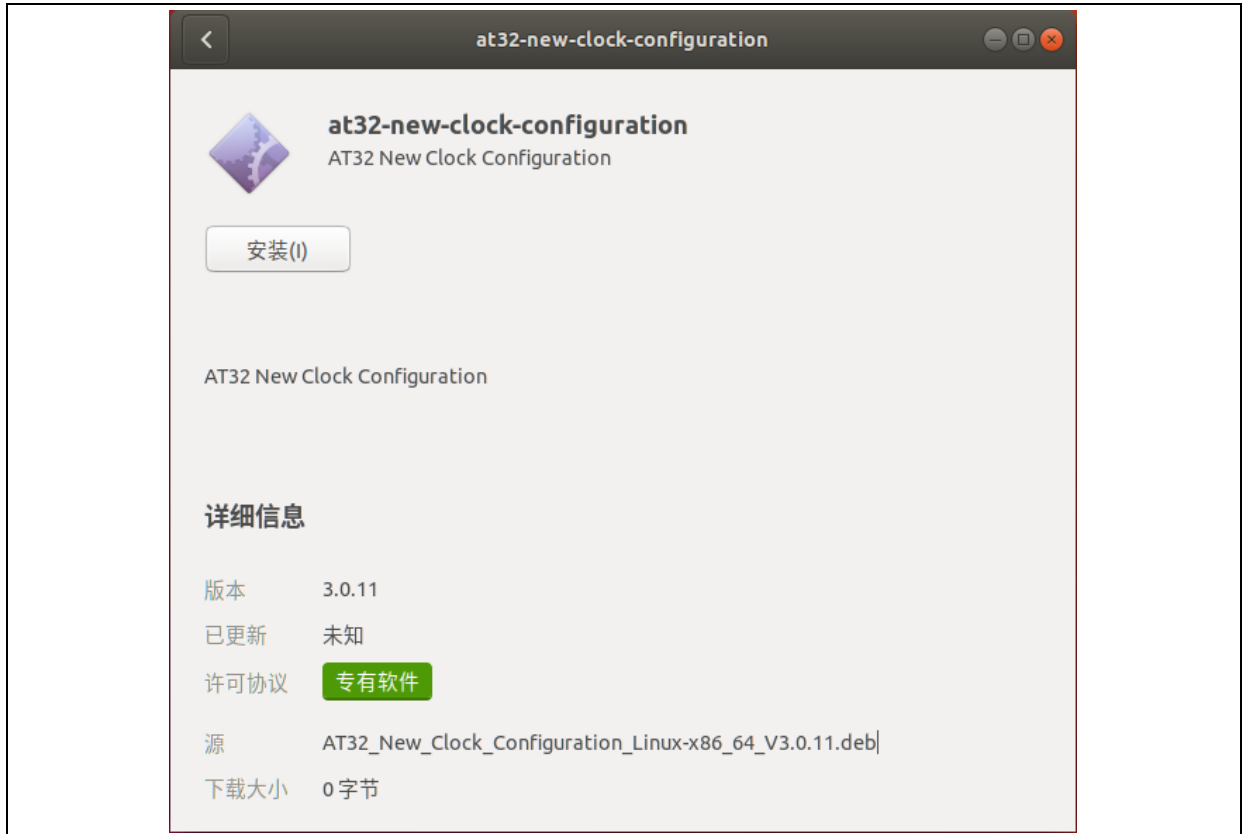 at32-new-clock-configuration
at32-new-clock-configuration
AT32 New Clock Configuration
安装(I)
AT32 New Clock Configuration
详细信息
版本 3.0.11
已更新 未知
许可协议 专有软件
源 AT32_New_Clock_Configuration_Linux-x86_64_V3.0.11.deb
下载大小 0 字节